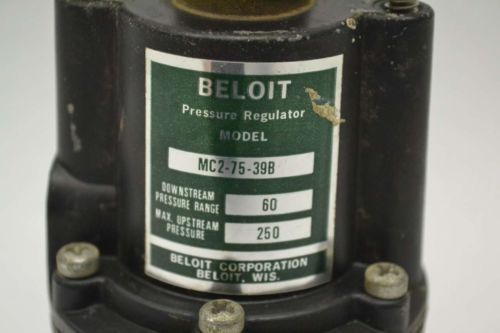 BELOIT
Pressure Regulator
MODEL
MC2-75-39B
DOWNSTREAM
PRESSURE RANGE
60
MAX. UPSTREAM
PRESSURE
250
BELOIT CORPORATION
BELOIT, WIS.